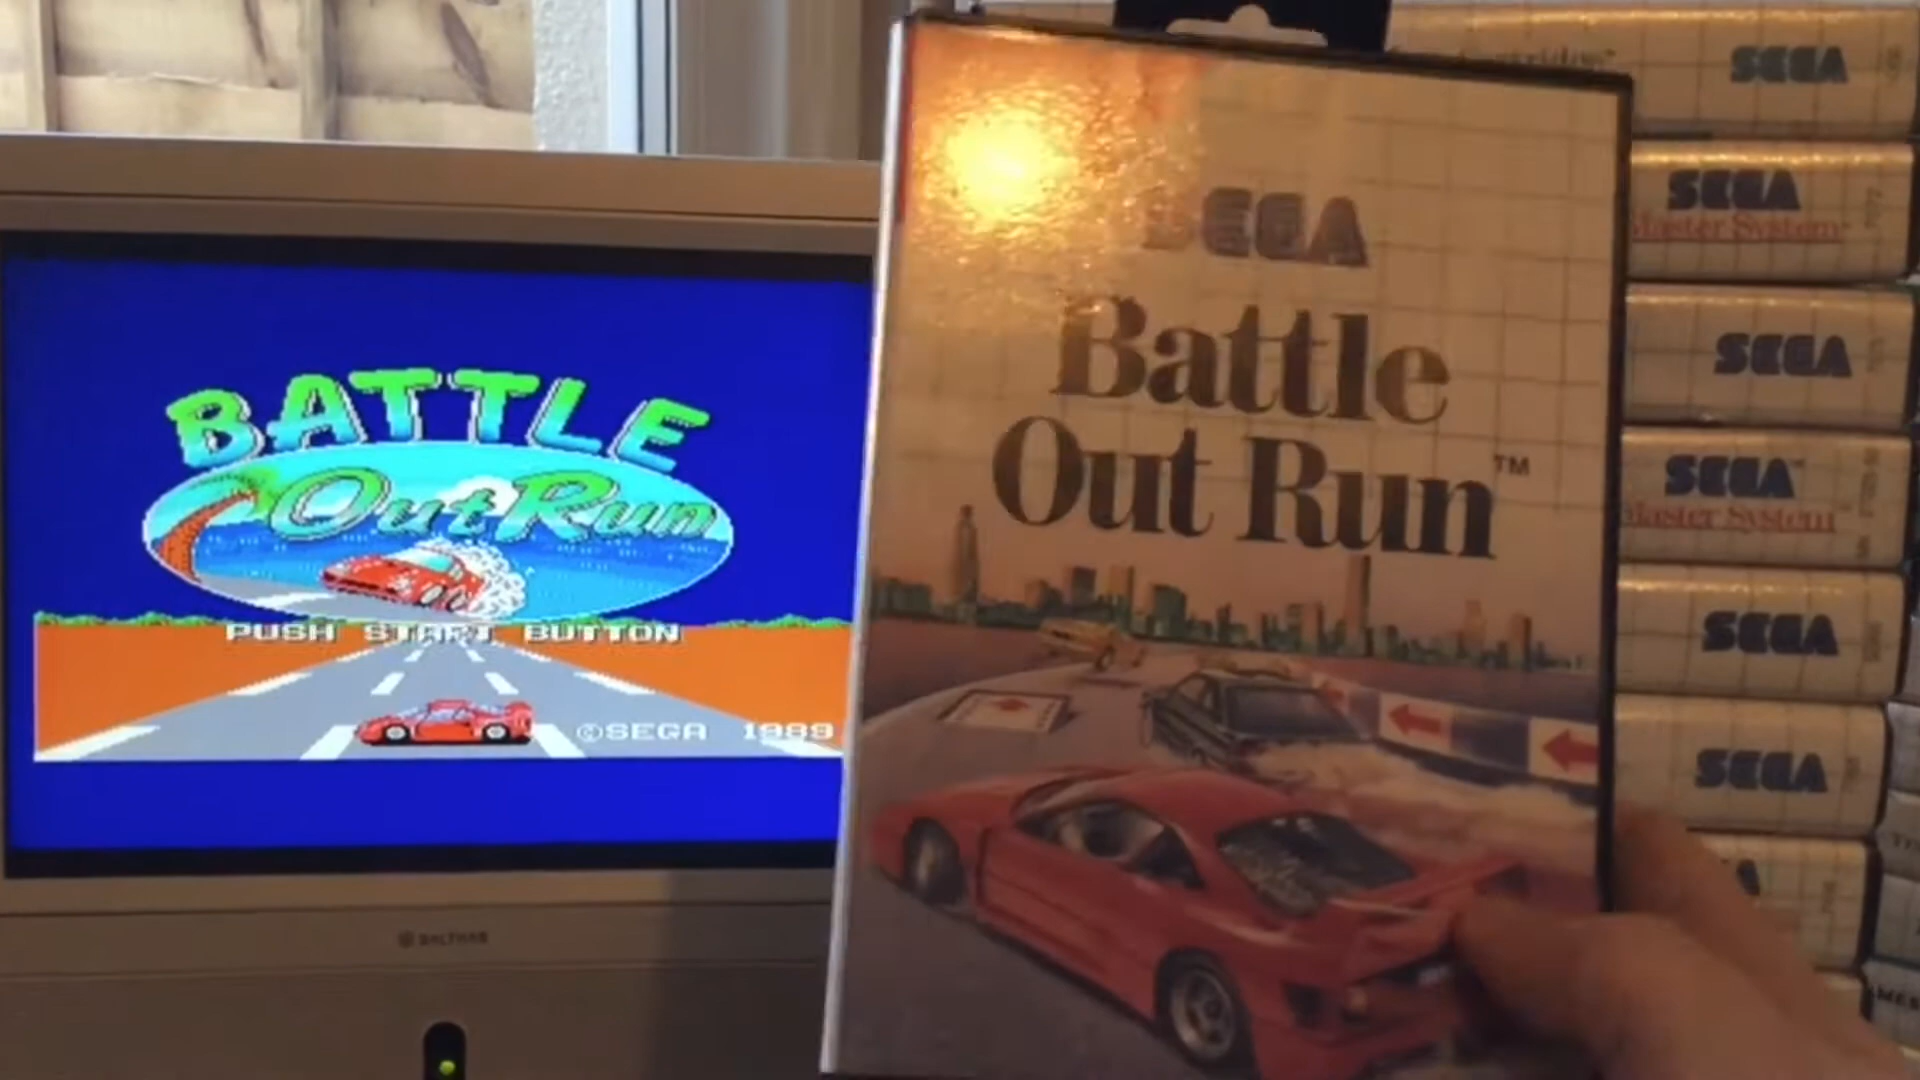 BATTLE
OutRun
PUSH START BUTTON
©SEGA 1989
SEGA
Battle
Out Run™
SEGA
SEGA
Master System
SEGA
SEGA™
Master System
SEGA
SEGA